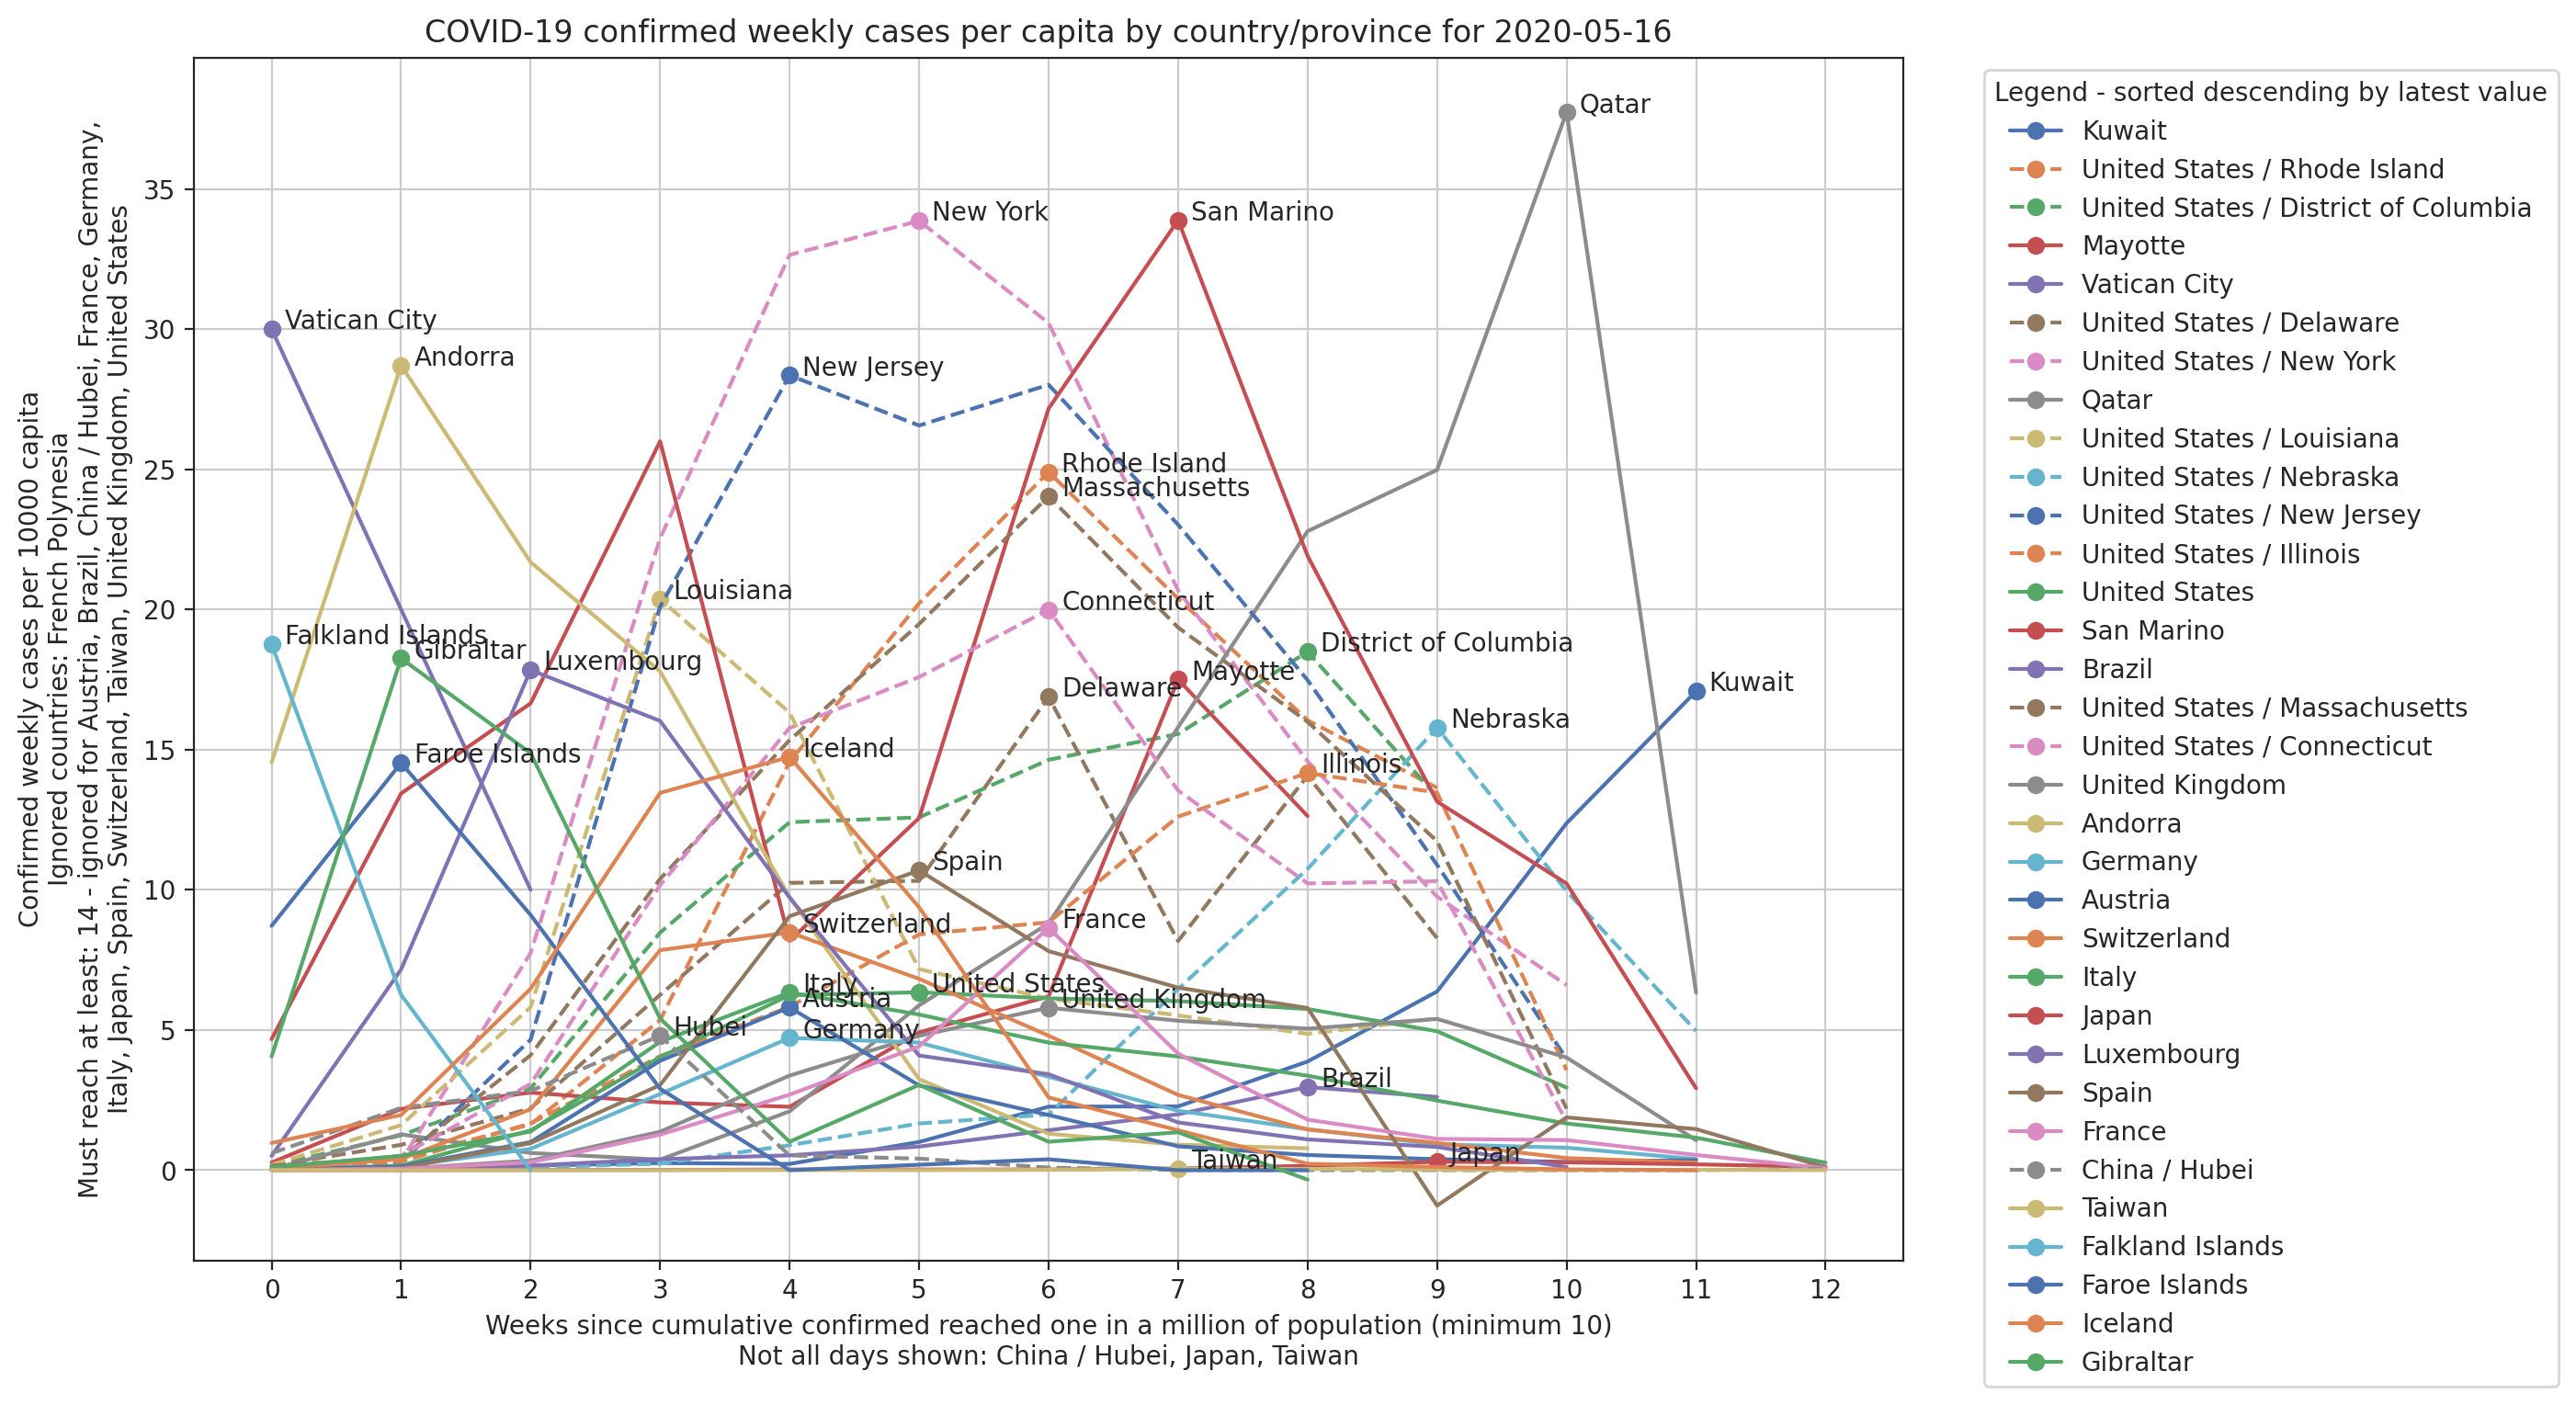 COVID-19 confirmed weekly cases per capita by country/province for 2020-05-16
Confirmed weekly cases per 10000 capita
Ignored countries: French Polynesia
Must reach at least: 14 - ignored for Austria, Brazil, China / Hubei, France, Germany,
Italy, Japan, Spain, Switzerland, Taiwan, United Kingdom, United States
35
30
25
20
15
10
5
0
Qatar
New York
San Marino
Vatican City
Andorra
New Jersey
Rhode Island
Massachusetts
Louisiana
Connecticut
Falkland Islands
Gibraltar
Luxembourg
District of Columbia
Mayotte
Delaware
Kuwait
Nebraska
Faroe Islands
Iceland
Illinois
Spain
Switzerland
France
Italy
United States
Austria
United Kingdom
Hubei
Germany
Brazil
Taiwan
Japan
0 1 2 3 4 5 6 7 8 9 10 11 12
Weeks since cumulative confirmed reached one in a million of population (minimum 10)
Not all days shown: China / Hubei, Japan, Taiwan
Legend - sorted descending by latest value
Kuwait
United States / Rhode Island
United States / District of Columbia
Mayotte
Vatican City
United States / Delaware
United States / New York
Qatar
United States / Louisiana
United States / Nebraska
United States / New Jersey
United States / Illinois
United States
San Marino
Brazil
United States / Massachusetts
United States / Connecticut
United Kingdom
Andorra
Germany
Austria
Switzerland
Italy
Japan
Luxembourg
Spain
France
China / Hubei
Taiwan
Falkland Islands
Faroe Islands
Iceland
Gibraltar